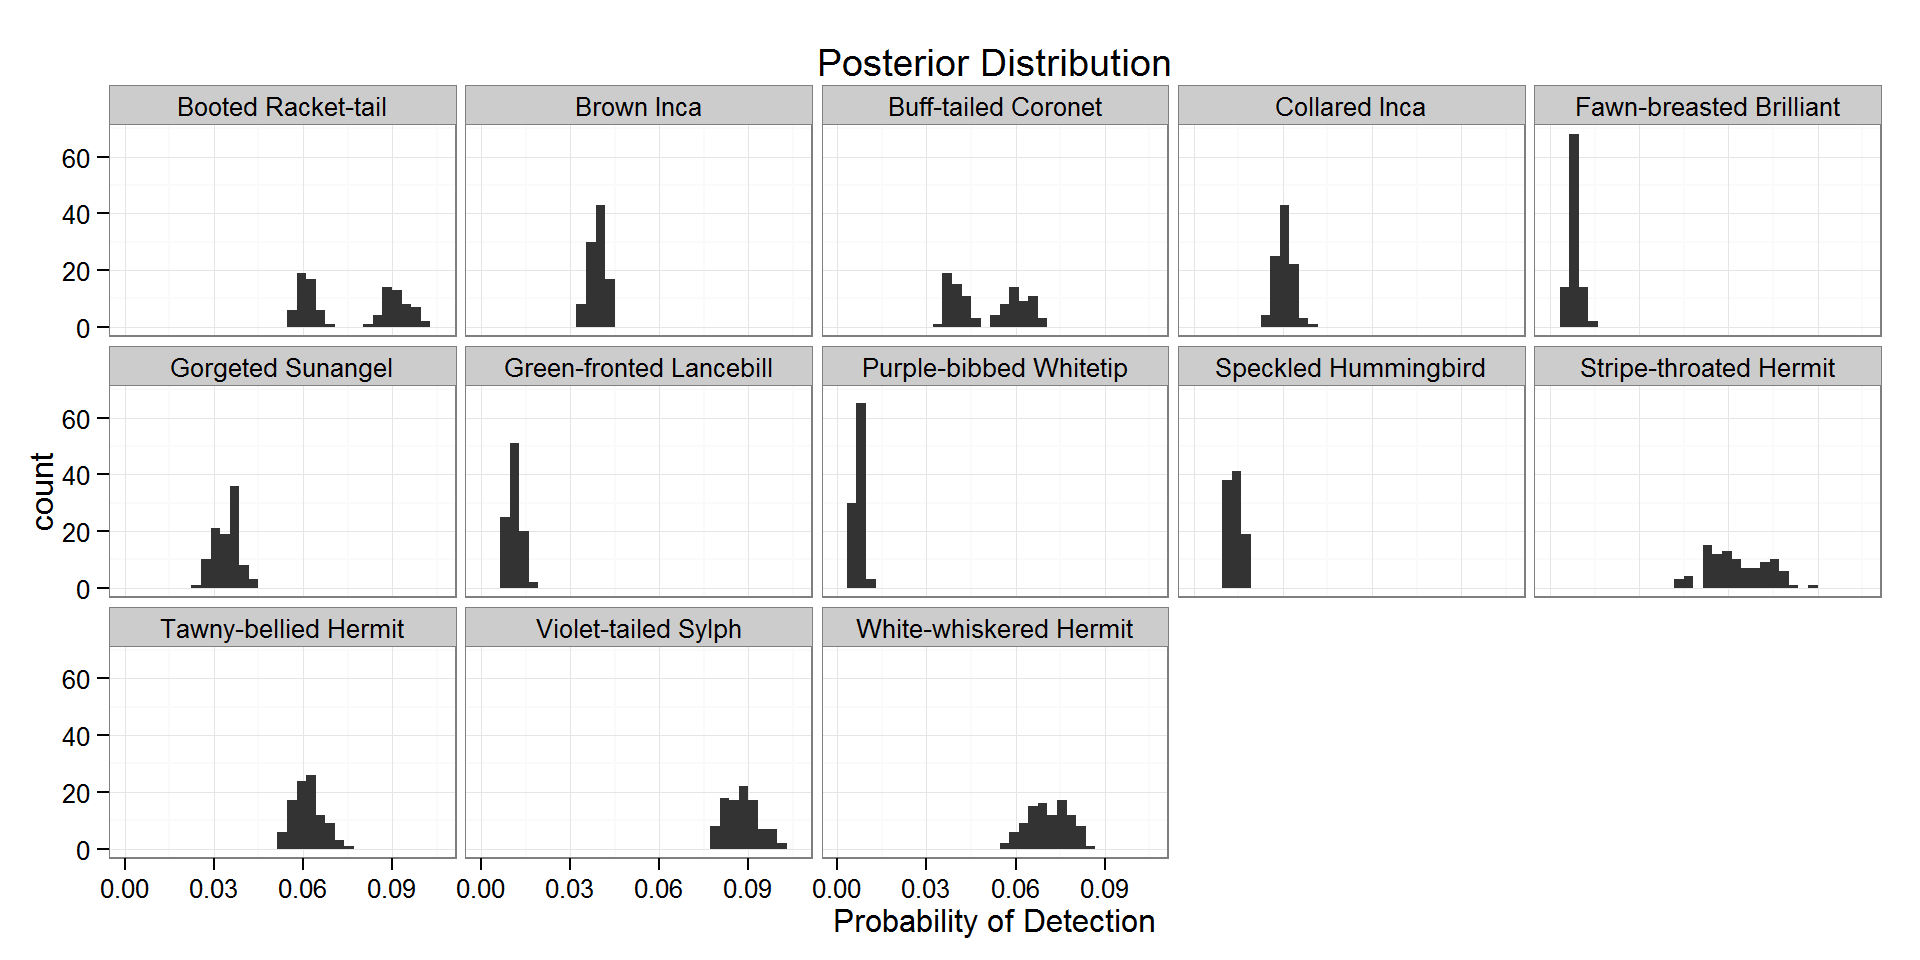 Posterior Distribution
Booted Racket-tail Brown Inca Buff-tailed Coronet Collared Inca Fawn-breasted Brilliant
60
40
20
0
Gorgeted Sunangel Green-fronted Lancebill Purple-bibbed Whitetip Speckled Hummingbird Stripe-throated Hermit
60
40
20
0
count
Tawny-bellied Hermit Violet-tailed Sylph White-whiskered Hermit
60
40
20
0
0.00 0.03 0.06 0.09 0.00 0.03 0.06 0.09 0.00 0.03 0.06 0.09
Probability of Detection